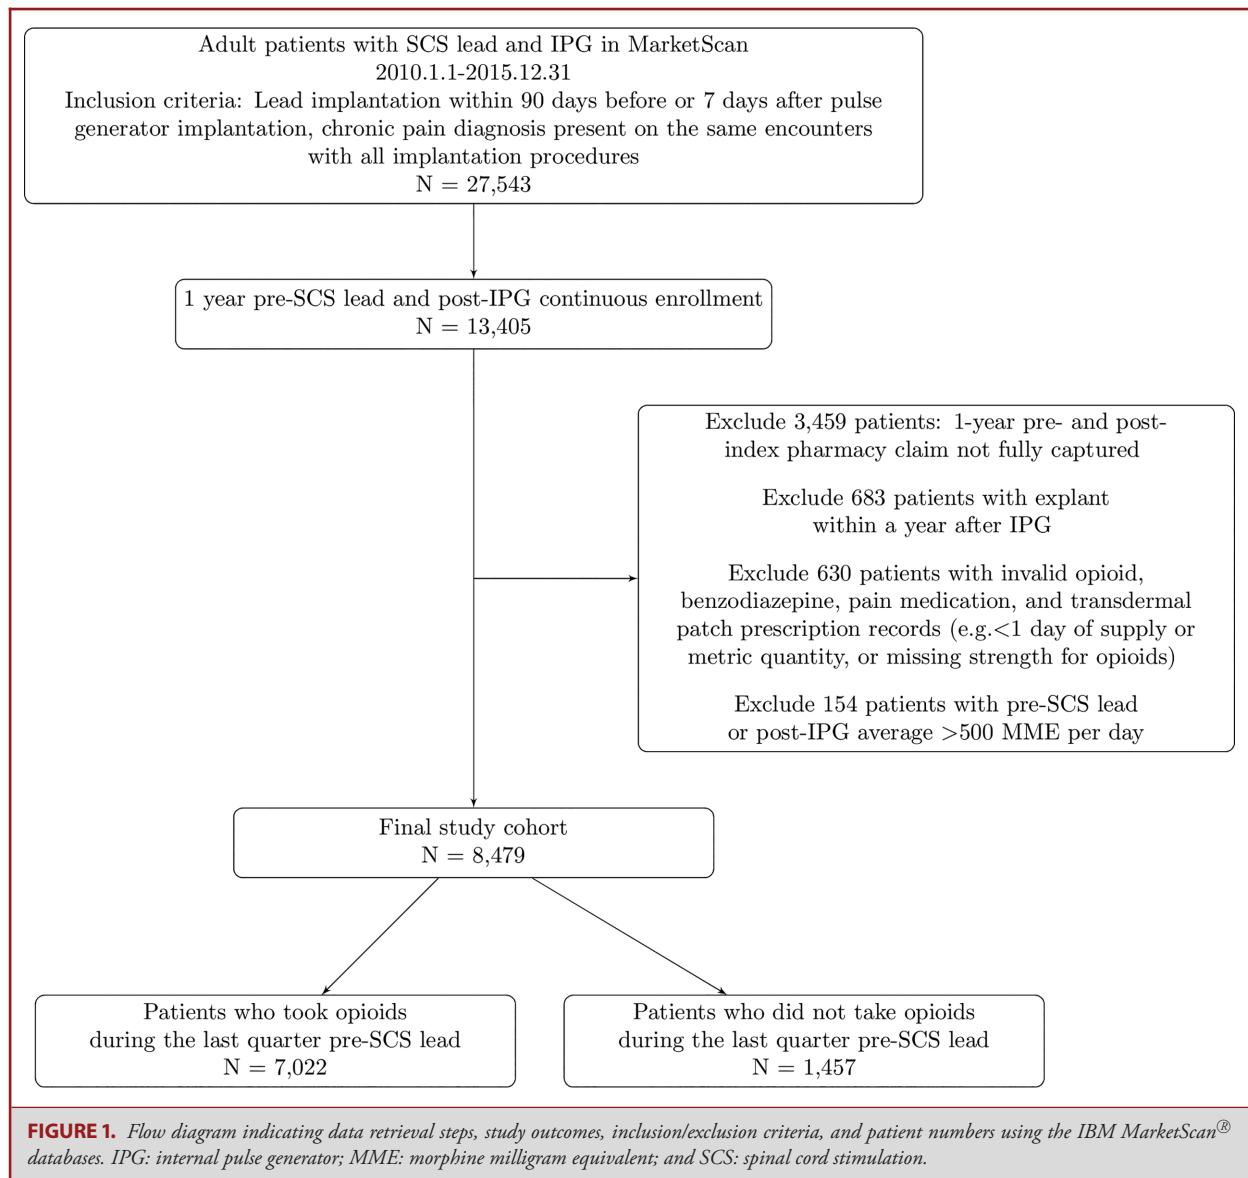 Adult patients with SCS lead and IPG in MarketScan
2010.1.1-2015.12.31
Inclusion criteria: Lead implantation within 90 days before or 7 days after pulse
generator implantation, chronic pain diagnosis present on the same encounters
with all implantation procedures
N = 27,543
1 year pre-SCS lead and post-IPG continuous enrollment
N = 13,405
Exclude 3,459 patients: 1-year pre- and post-
index pharmacy claim not fully captured
Exclude 683 patients with explant
within a year after IPG
Exclude 630 patients with invalid opioid,
benzodiazepine, pain medication, and transdermal
patch prescription records (e.g.<1 day of supply or
metric quantity, or missing strength for opioids)
Exclude 154 patients with pre-SCS lead
or post-IPG average >500 MME per day
Final study cohort
N = 8,479
Patients who took opioids
during the last quarter pre-SCS lead
N = 7,022
Patients who did not take opioids
during the last quarter pre-SCS lead
N = 1,457
FIGURE 1. Flow diagram indicating data retrieval steps, study outcomes, inclusion/exclusion criteria, and patient numbers using the IBM MarketScan®
databases. IPG: internal pulse generator; MME: morphine milligram equivalent; and SCS: spinal cord stimulation.